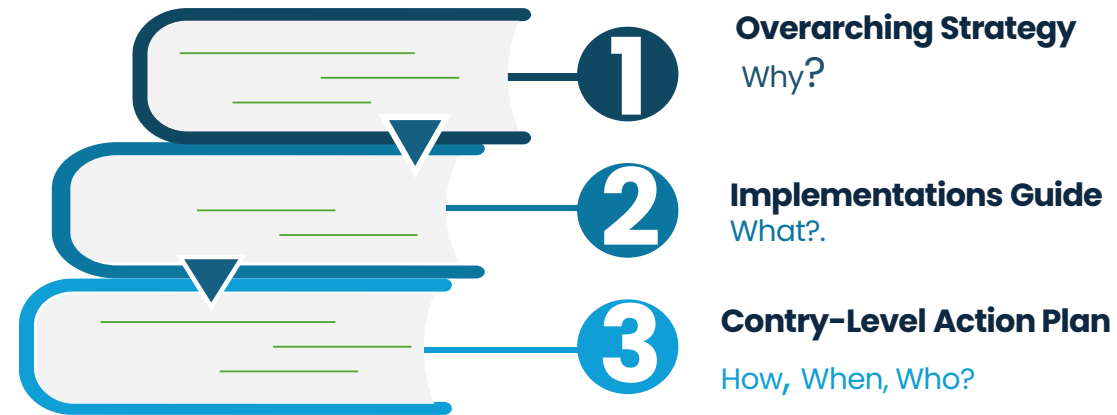 1
Overarching Strategy
Why?
2
Implementations Guide
What?.
3
Contry-Level Action Plan
How, When, Who?